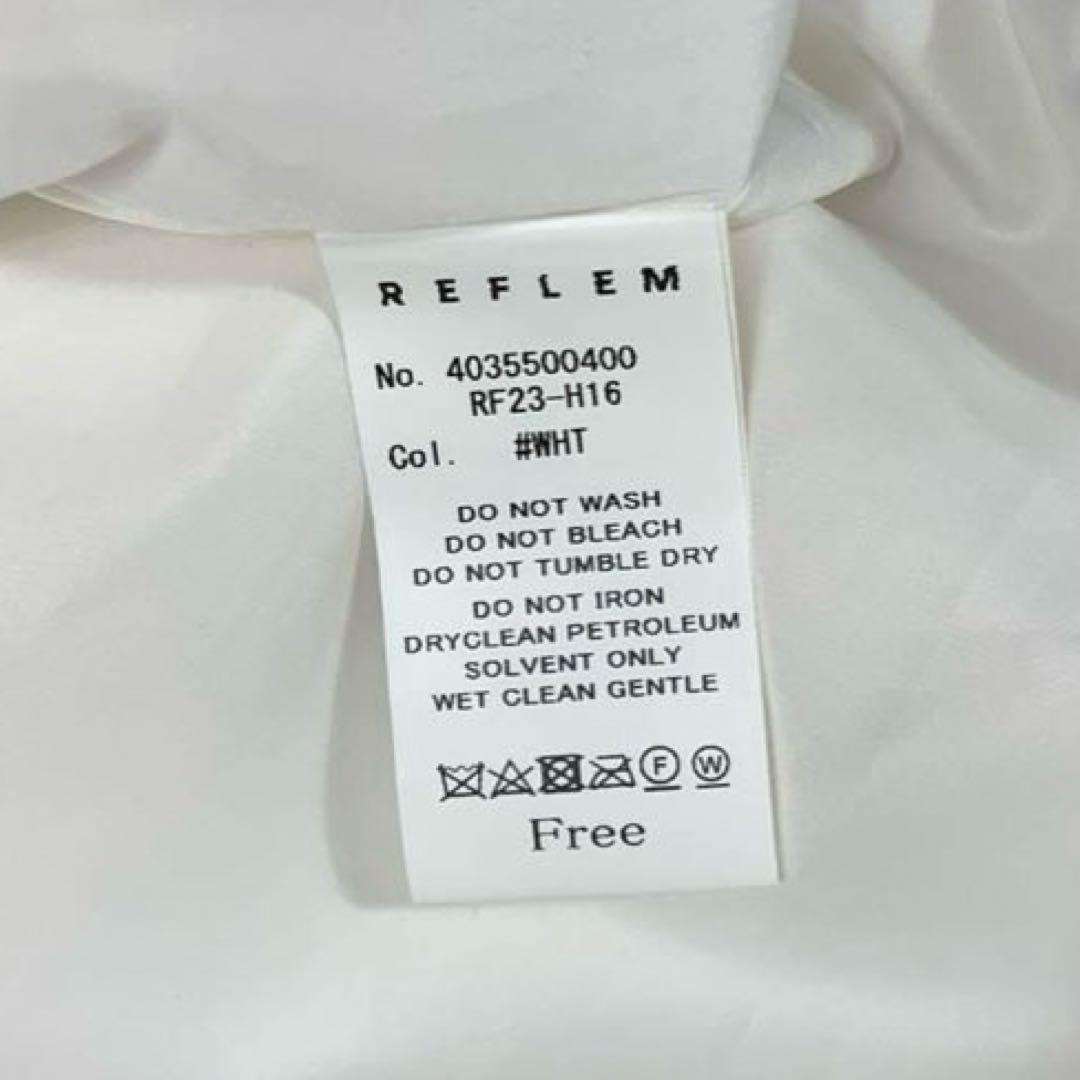 REFLEM
No. 4035500400
RF23-H16
Col. #WHT
DO NOT WASH
DO NOT BLEACH
DO NOT TUMBLE DRY
DO NOT IRON
DRYCLEAN PETROLEUM
SOLVENT ONLY
WET CLEAN GENTLE
F W
Free